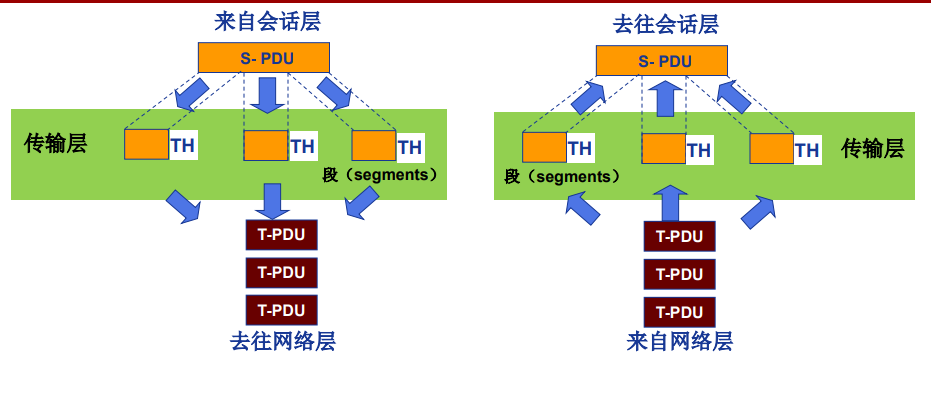 来自会话层
S- PDU
传输层
TH
TH
TH
段（segments）
T-PDU
T-PDU
T-PDU
去往网络层
去往会话层
S- PDU
TH
TH
TH
传输层
段（segments）
T-PDU
T-PDU
T-PDU
来自网络层